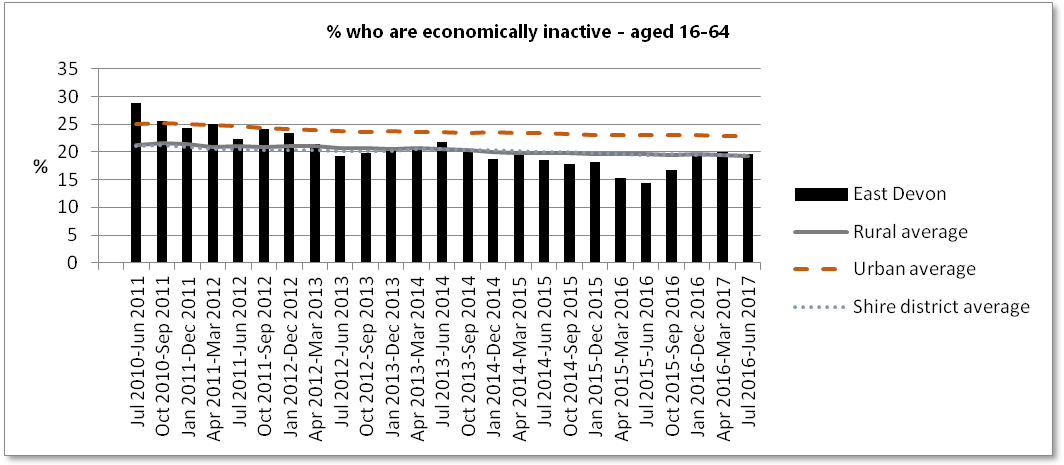 % who are economically inactive - aged 16-64
35
30
25
20
15
10
5
0
%
Jul 2010-Jun 2011
Oct 2010-Sep 2011
Jan 2011-Dec 2011
Apr 2011-Mar 2012
Jul 2011-Jun 2012
Oct 2011-Sep 2012
Jan 2012-Dec 2012
Apr 2012-Mar 2013
Jul 2012-Jun 2013
Oct 2012-Sep 2013
Jan 2013-Dec 2013
Apr 2013-Mar 2014
Jul 2013-Jun 2014
Oct 2013-Sep 2014
Jan 2014-Dec 2014
Apr 2014-Mar 2015
Jul 2014-Jun 2015
Oct 2014-Sep 2015
Jan 2015-Dec 2015
Apr 2015-Mar 2016
Jul 2015-Jun 2016
Oct 2015-Sep 2016
Jan 2016-Dec 2016
Apr 2016-Mar 2017
Jul 2016-Jun 2017
East Devon
Rural average
Urban average
Shire district average